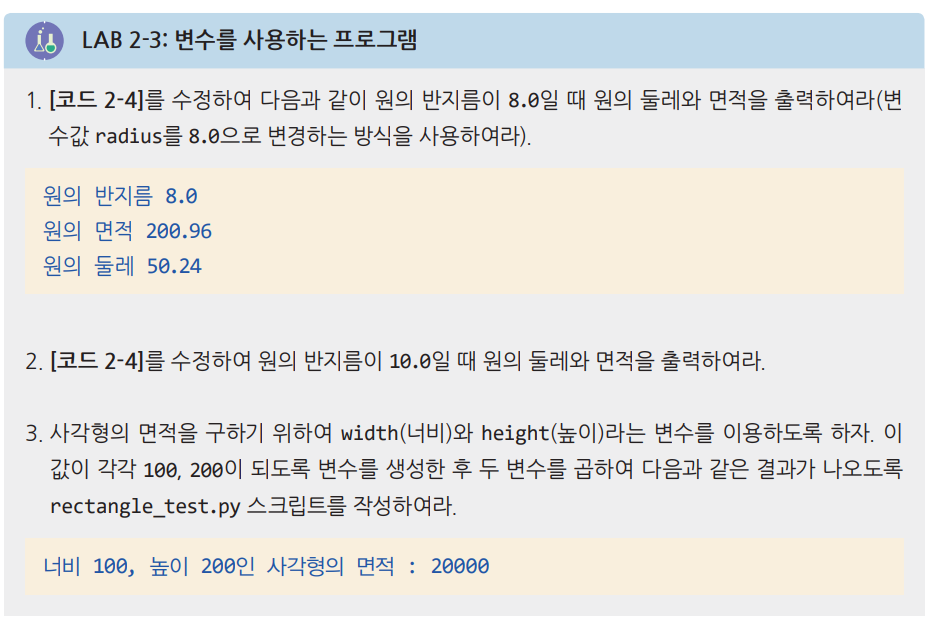 LAB 2-3: 변수를 사용하는 프로그램
1. [코드 2-4]를 수정하여 다음과 같이 원의 반지름이 8.0일 때 원의 둘레와 면적을 출력하여라(변
수값 radius를 8.0으로 변경하는 방식을 사용하여라).
원의 반지름 8.0
원의 면적 200.96
원의 둘레 50.24
2. [코드 2-4]를 수정하여 원의 반지름이 10.0일 때 원의 둘레와 면적을 출력하여라.
3. 사각형의 면적을 구하기 위하여 width(너비)와 height(높이)라는 변수를 이용하도록 하자. 이
값이 각각 100, 200이 되도록 변수를 생성한 후 두 변수를 곱하여 다음과 같은 결과가 나오도록
rectangle_test.py 스크립트를 작성하여라.
너비 100, 높이 200인 사각형의 면적 : 20000